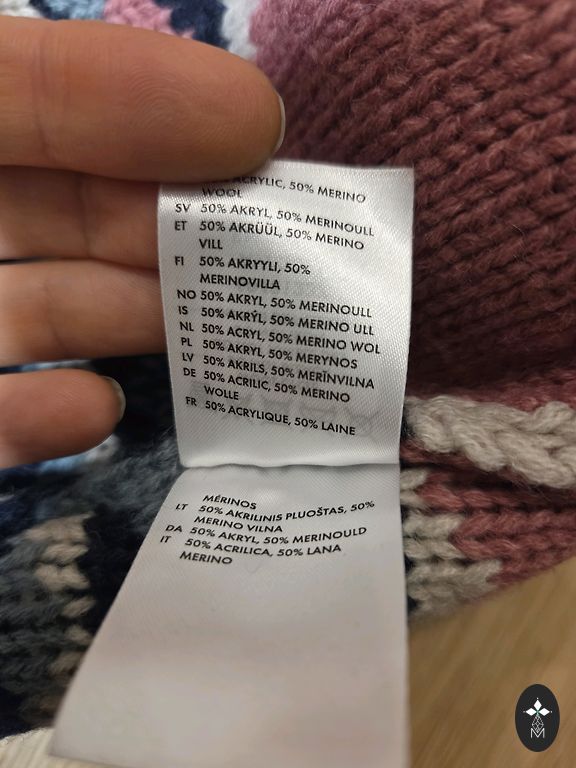 ACRYLIC, 50% MERINO
WOOL
SV 50% AKRYL, 50% MERINOULL
ET 50% AKRÜÜL, 50% MERINO
VILL
FI 50% AKRYYLI, 50%
MERINOVILLA
NO 50% AKRYL, 50% MERINOULL
IS 50% AKRÝL, 50% MERINO ULL
NL 50% ACRYL, 50% MERINO WOL
PL 50% AKRYL, 50% MERYNOS
LV 50% AKRILS, 50% MERĪNVILNA
DE 50% ACRILIC, 50% MERINO
WOLLE
FR 50% ACRYLIQUE, 50% LAINE
MÉRINOS
LT 50% AKRILINIS PLUOŠTAS, 50%
MERINO VILNA
DA 50% AKRYL, 50% MERINOULD
IT 50% ACRILICA, 50% LANA
MERINO
M